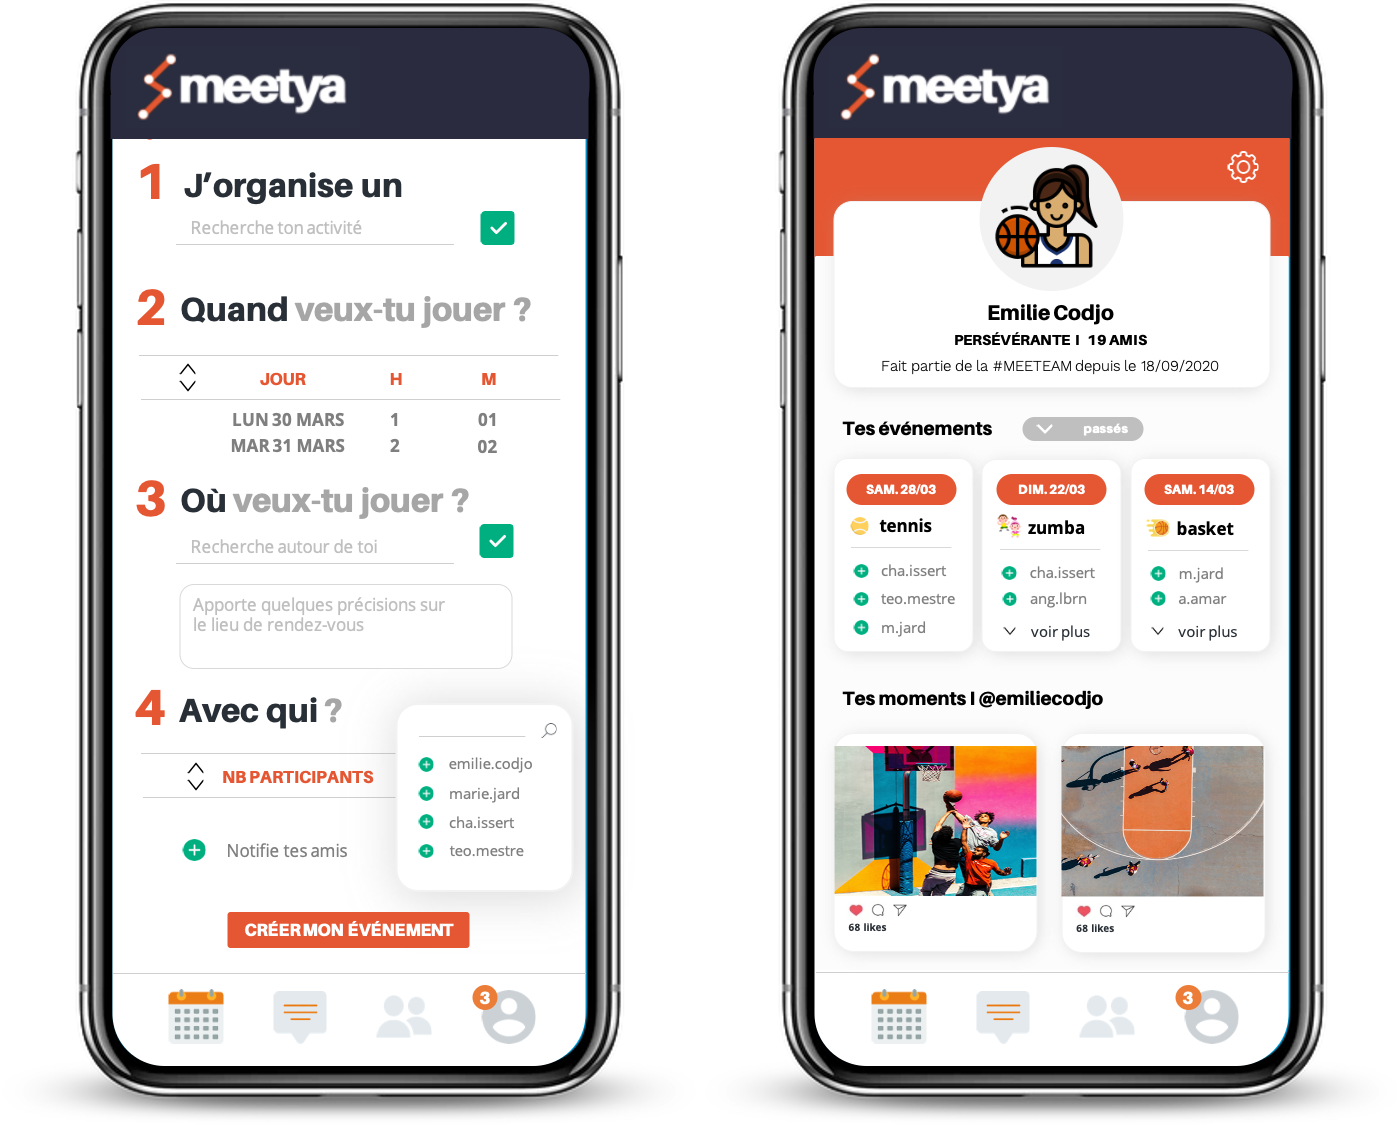 meetya
1 J’organise un
Recherche ton activité
2 Quand veux-tu jouer ?
JOUR H M
LUN 30 MARS 1 01
MAR 31 MARS 2 02
3 Où veux-tu jouer ?
Recherche autour de toi
Apporte quelques précisions sur
le lieu de rendez-vous
4 Avec qui ?
NB PARTICIPANTS
Notifie tes amis
emilie.codjo
marie.jard
cha.issert
teo.mestre
CRÉER MON ÉVÉNEMENT
3
meetya
Emilie Codjo
PERSÉVÉRANTE I 19 AMIS
Fait partie de la #MEETEAM depuis le 18/09/2020
Tes événements passés
SAM. 28/03
tennis
cha.issert
teo.mestre
m.jard
DIM. 22/03
zumba
cha.issert
ang.lbrn
voir plus
SAM. 14/03
basket
m.jard
a.amar
voir plus
Tes moments I @emiliecodjo
68 likes
68 likes
3